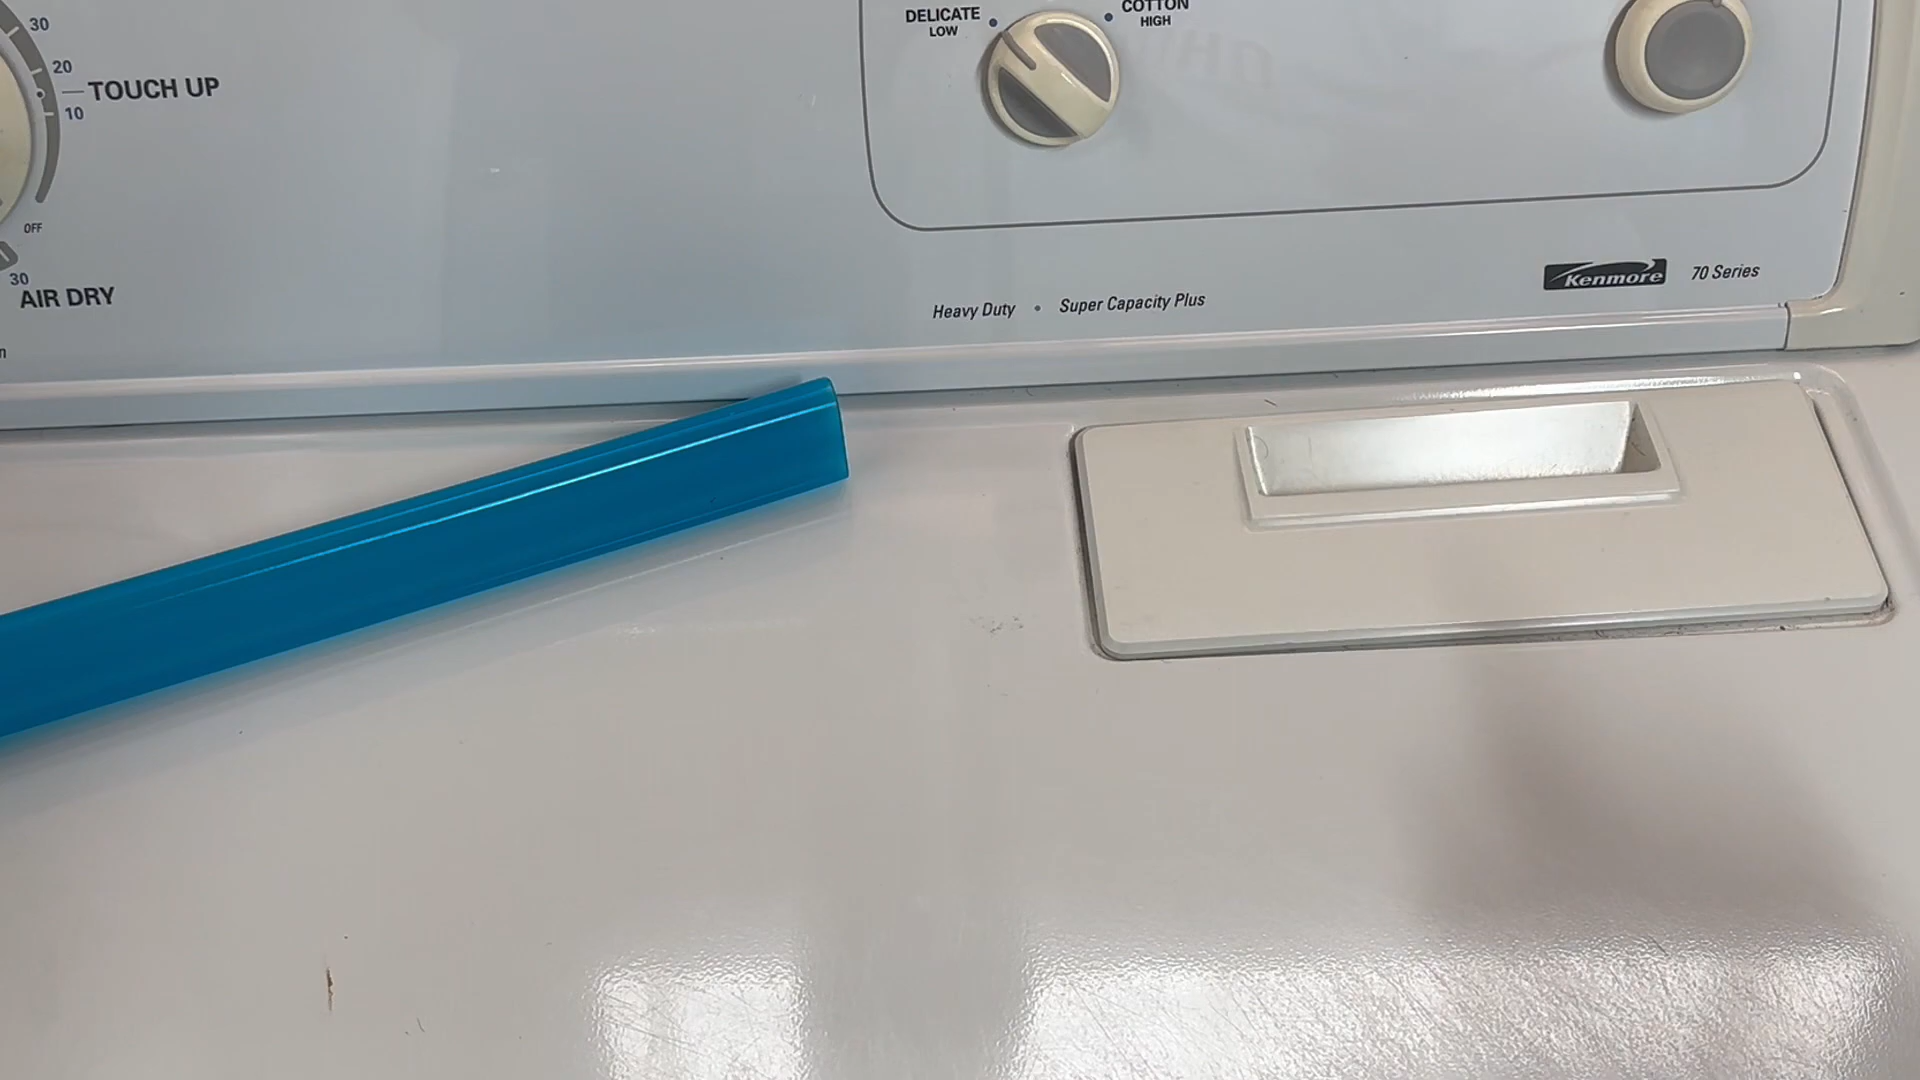 30
20
TOUCH UP
10
OFF
30
AIR DRY
DELICATE
LOW
COTTON
HIGH
Heavy Duty • Super Capacity Plus
Kenmore
70 Series